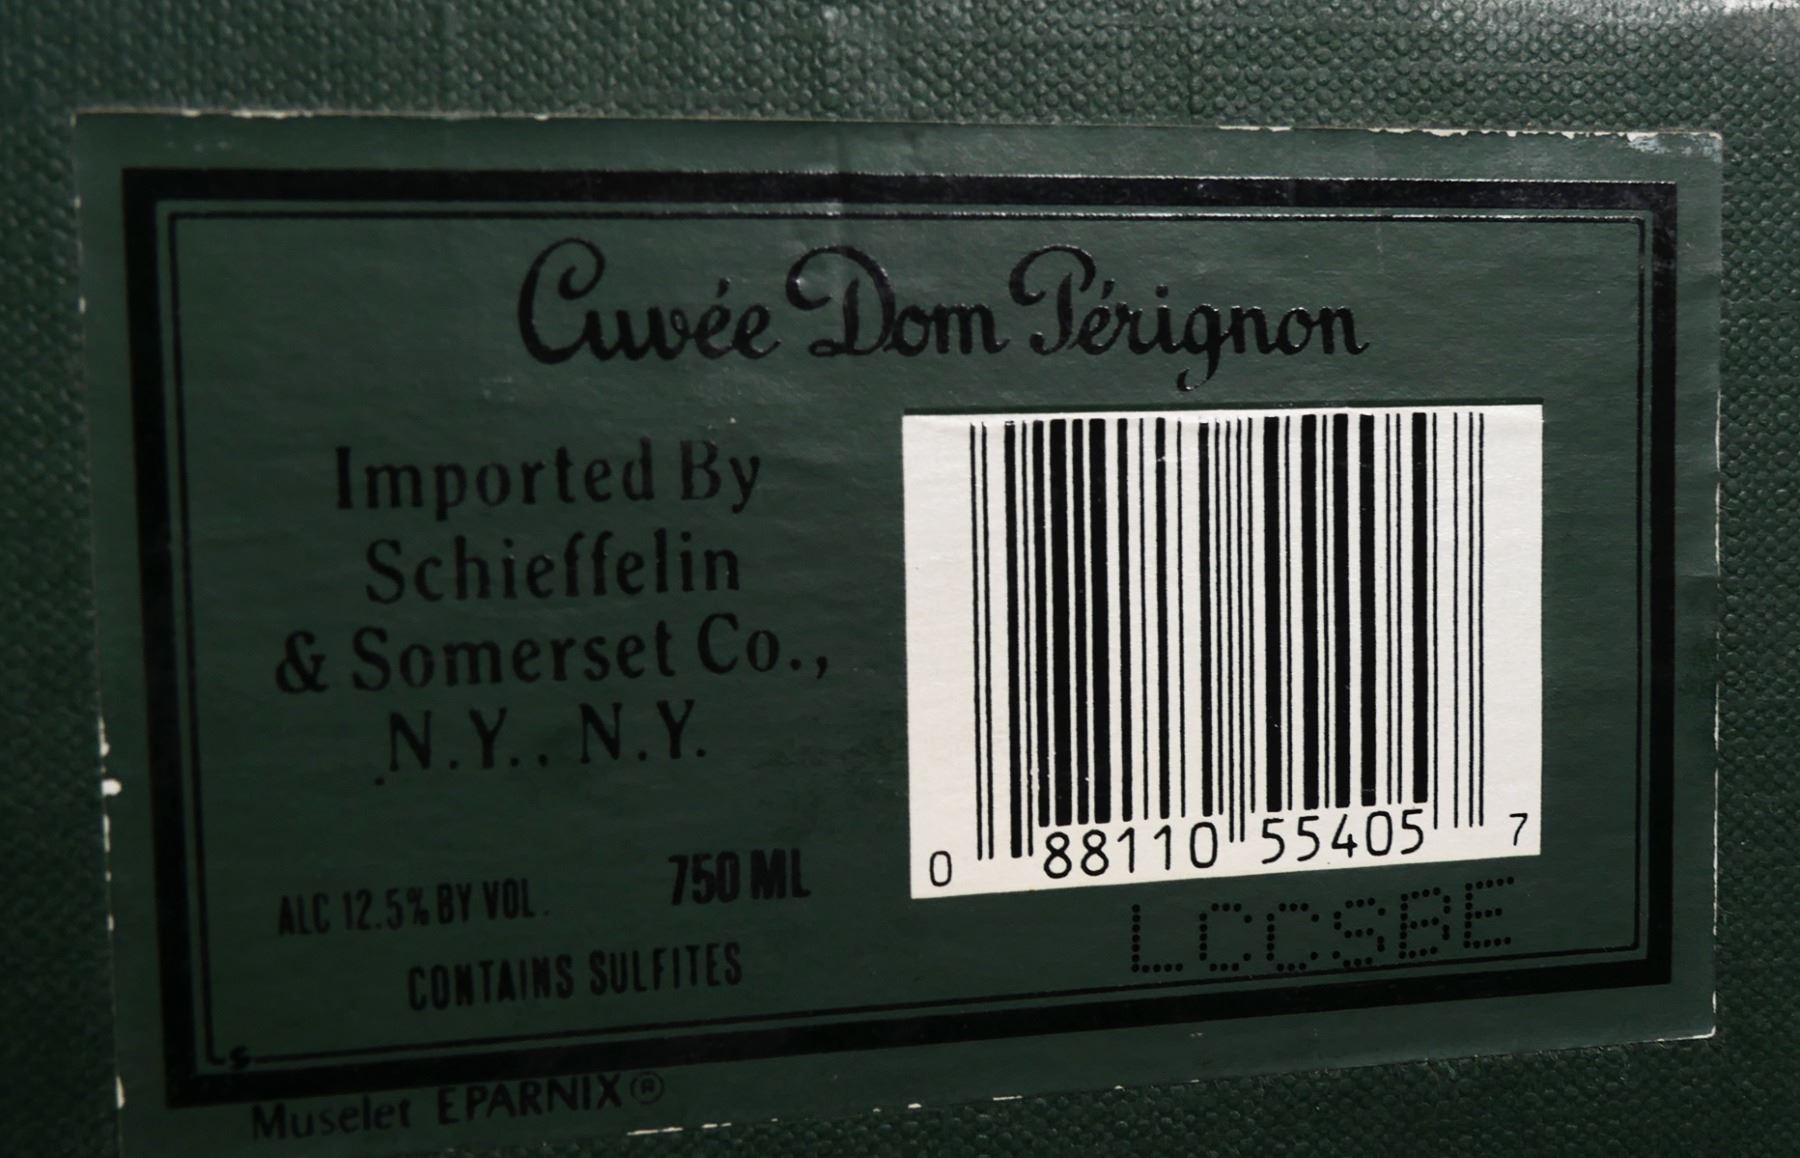 Cuvée Dom Pérignon
Imported By
Schieffelin
& Somerset Co.,
N.Y., N.Y.
750 ML
ALC 12.5% BY VOL.
CONTAINS SULFITES
0 88110 55405 7
LCCSBE
Muselet EPARNIX®